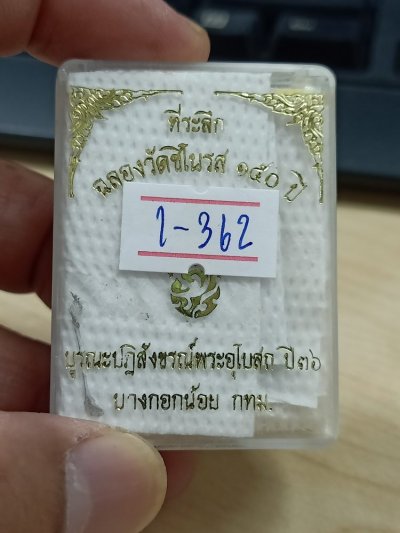 ที่ระลึก
ฉลองวัดชิโนรส ๑๕๐ ปี
1-362
บูรณะปฏิสังขรณ์พระอุโบสถ ปี๓๖
บางกอกน้อย กทม.